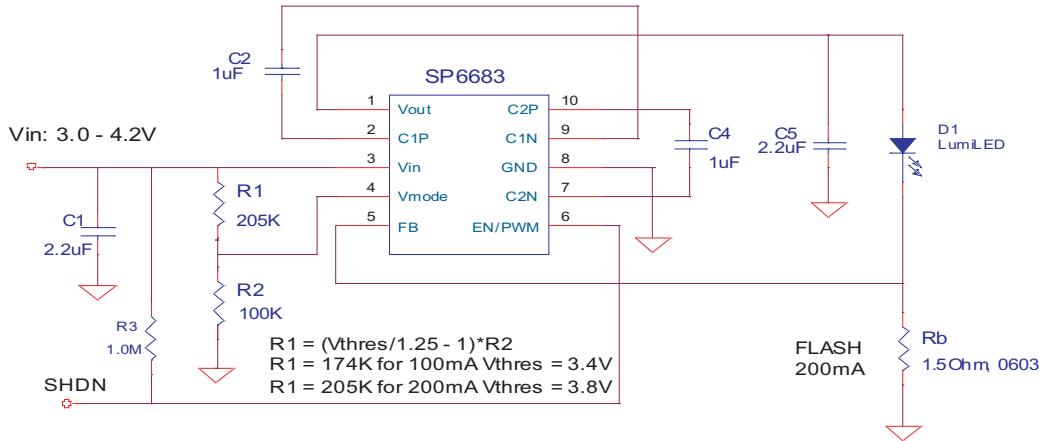 C2
1uF
SP6683
1 Vout C2P 10
2 C1P C1N 9
3 Vin GND 8
4 Vmode C2N 7
5 FB EN/PWM 6
Vin: 3.0 - 4.2V
C4
1uF
C5
2.2uF
D1
LumiLED
R1
205K
C1
2.2uF
R2
100K
R3
1.0M
R1 = (Vthres/1.25 - 1)*R2
R1 = 174K for 100mA Vthres = 3.4V
R1 = 205K for 200mA Vthres = 3.8V
FLASH
200mA
Rb
1.5Ohm, 0603
SHDN